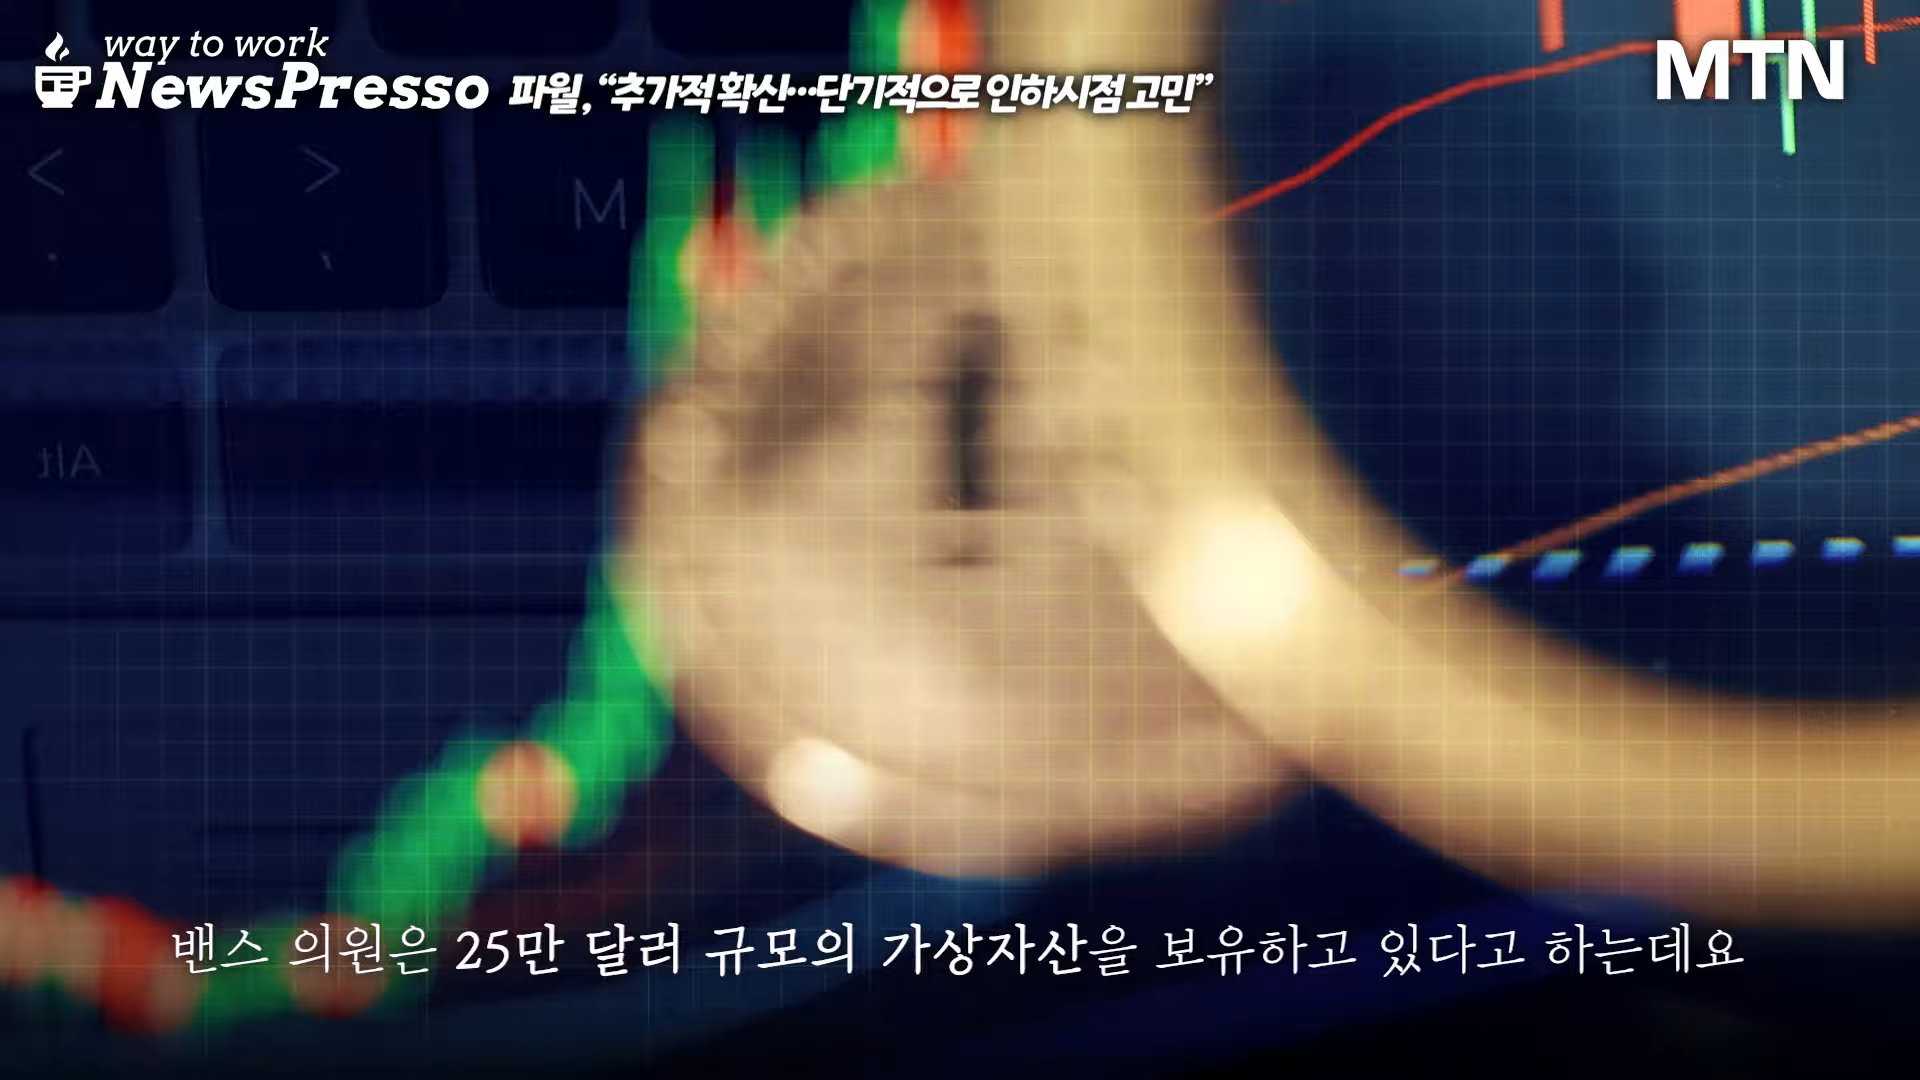 way to work
NewsPresso 파월, “추가적 확신…단기적으로 인하시점 고민”
MTN
< >
M
Alt
밴스 의원은 25만 달러 규모의 가상자산을 보유하고 있다고 하는데요